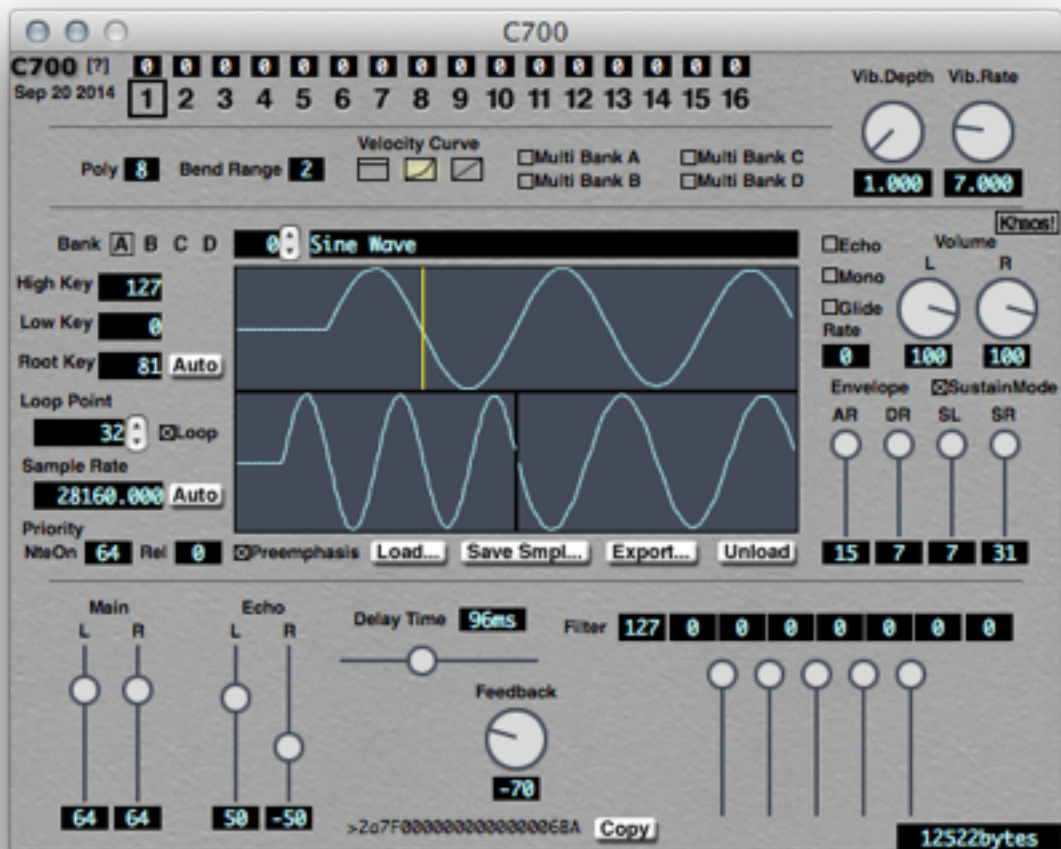 C700
C700 [?] 0 0 0 0 0 0 0 0 0 0 0 0 0 0 0 0
Sep 20 2014 1 2 3 4 5 6 7 8 9 10 11 12 13 14 15 16
Vib.Depth Vib.Rate
1.000 7.000
Velocity Curve
Poly 8 Bend Range 2
Multi Bank A Multi Bank C
Multi Bank B Multi Bank D
Khaos!
Bank A B C D 0 Sine Wave
High Key 127
Low Key 0
Root Key 81 Auto
Loop Point
32 Loop
Sample Rate
28160.000 Auto
Priority
NteOn 64 Rel 0 Preemphasis Load... Save Smpl... Export... Unload
Echo Volume
Mono L R
Glide
Rate
0 100 100
Envelope SustainMode
AR DR SL SR
15 7 7 31
Main Echo
L R L R
64 64 50 -50
Delay Time 96ms
Feedback
-70
Filter 127 0 0 0 0 0 0 0
Copy
12522bytes